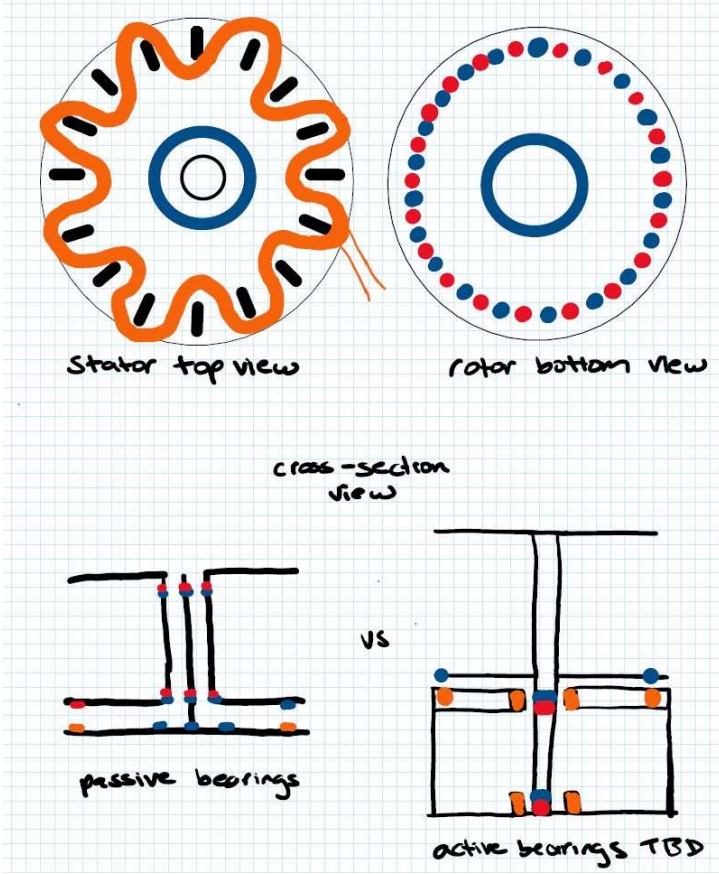 stator top view
rotor bottom view
cross-section
view
vs
passive bearings
active bearings TBD